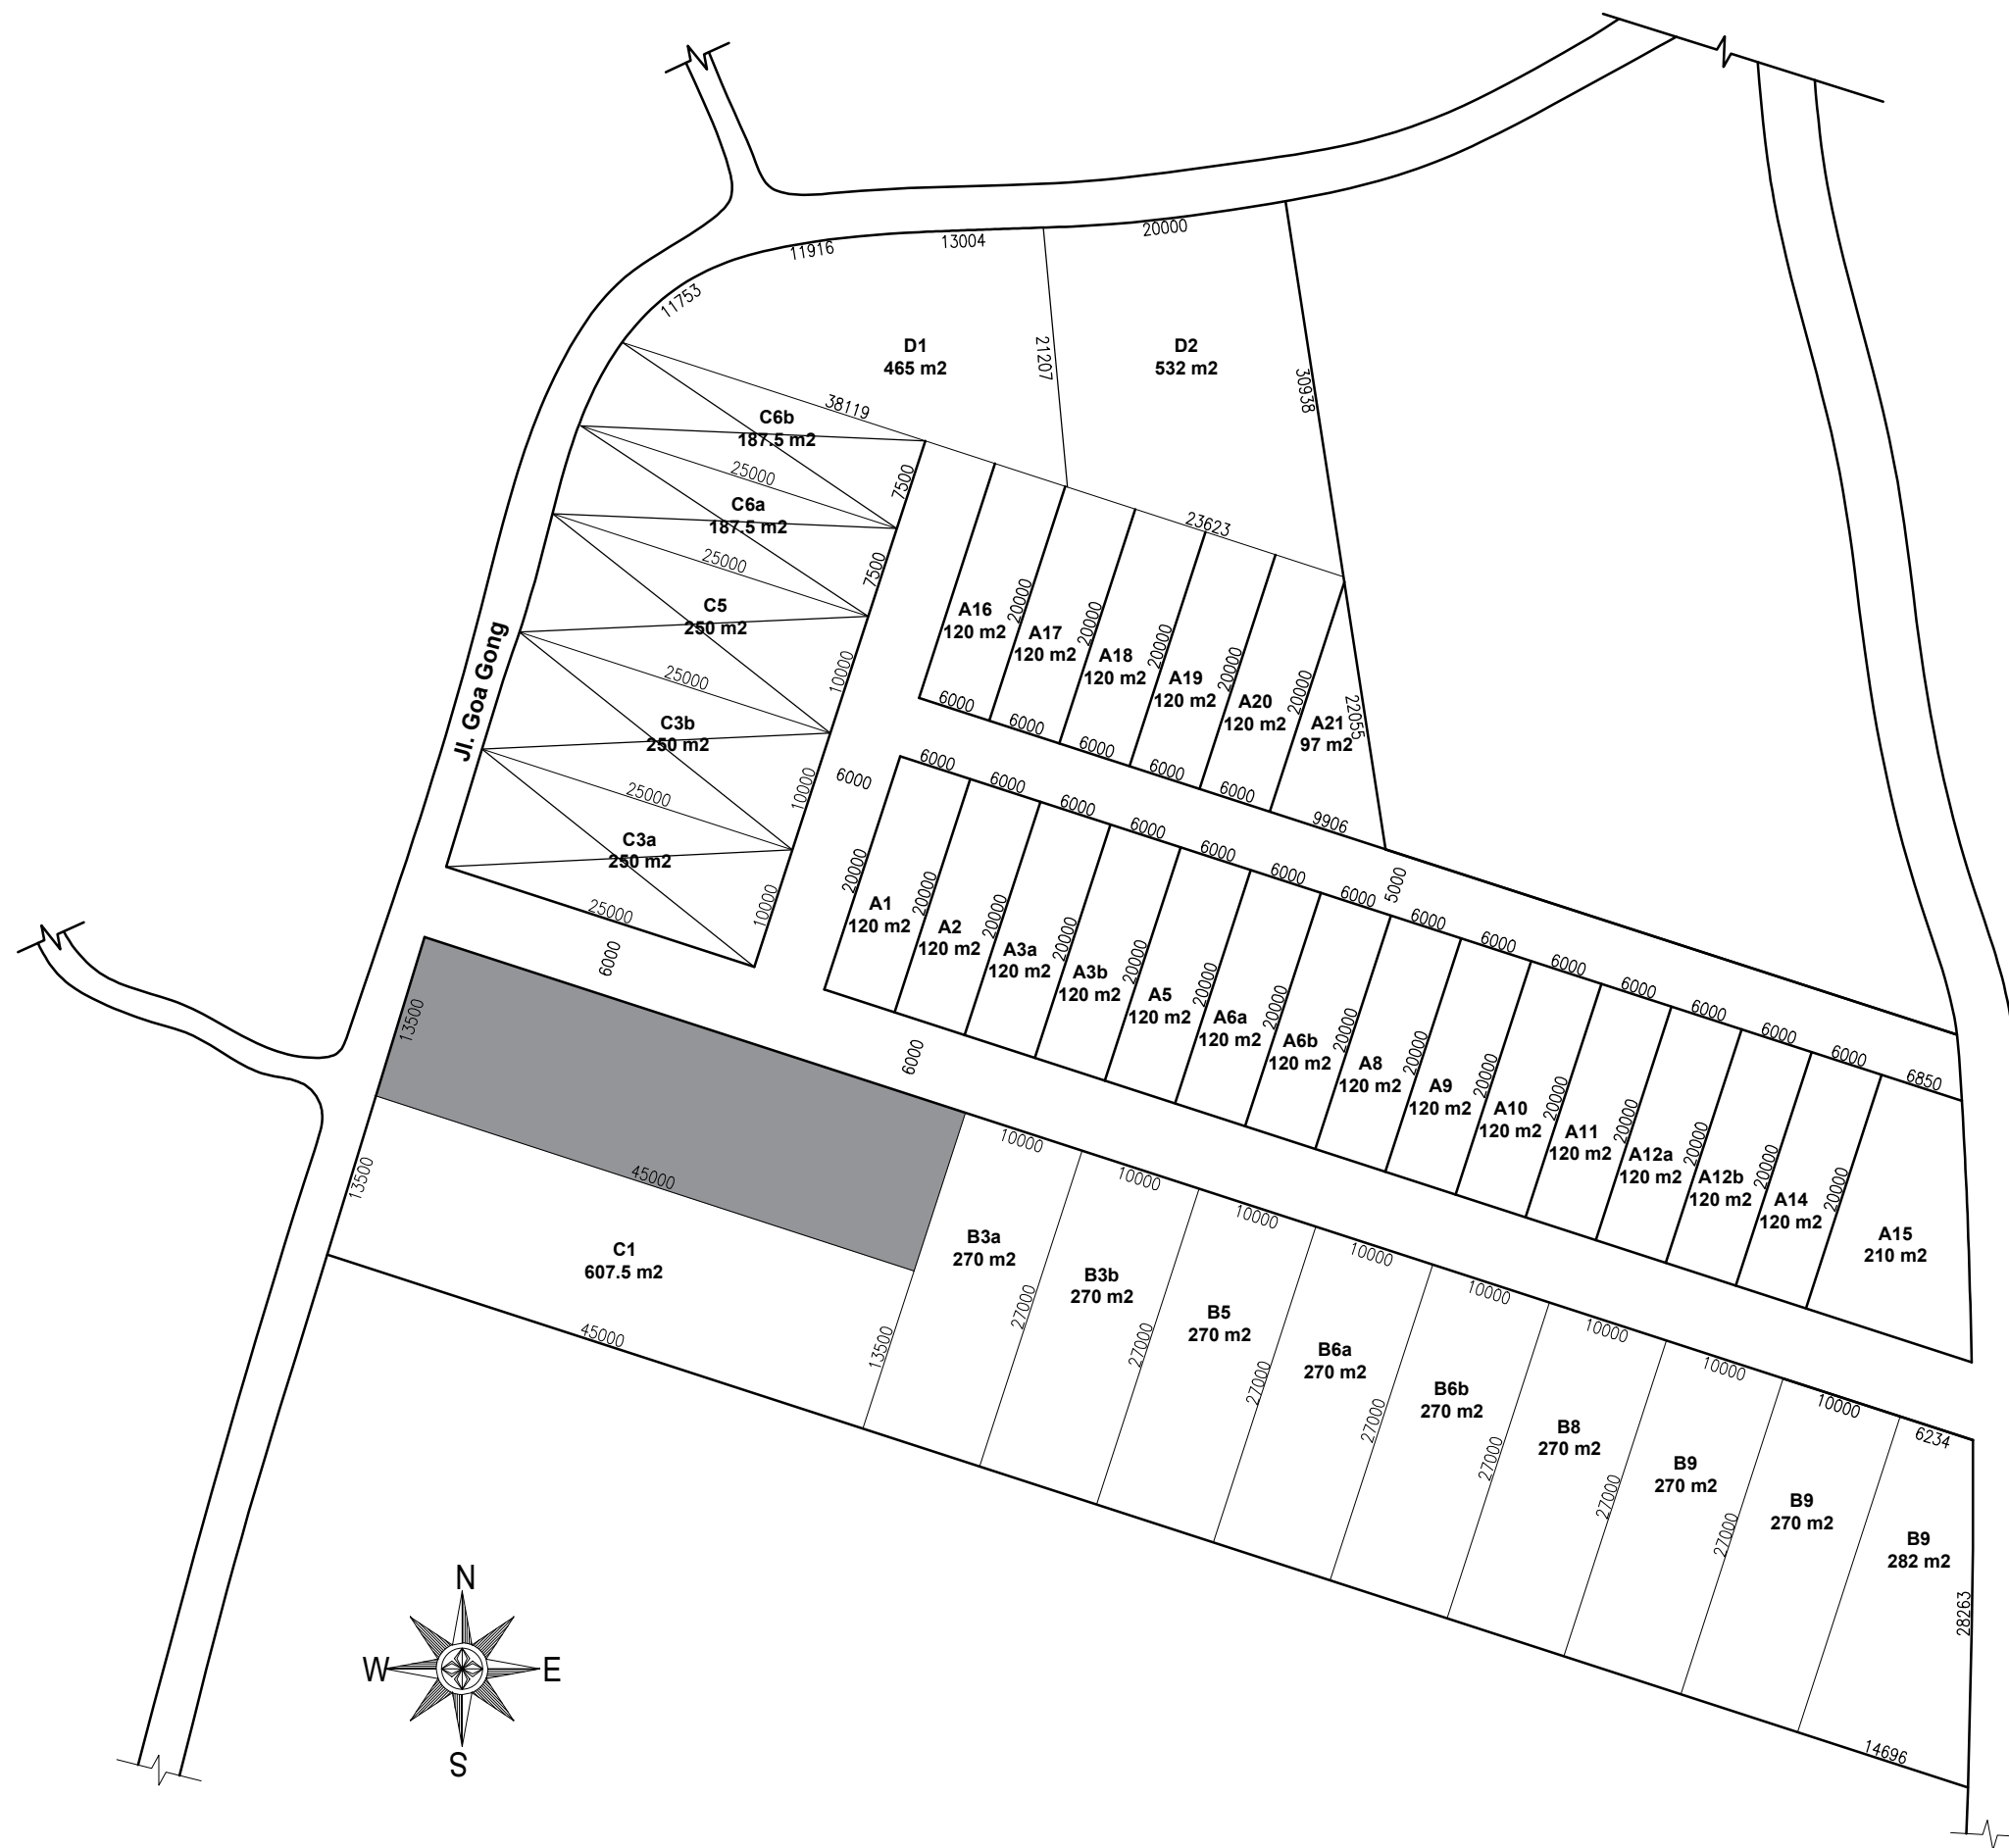 11916
13004
20000
11753
D1
465 m2
21207
D2
532 m2
30938
38119
C6b
187.5 m2
25000
7500
C6a
187.5 m2
25000
7500
C5
250 m2
25000
10000
C3b
250 m2
25000
10000
C3a
250 m2
25000
10000
Jl. Goa Gong
23623
A16
120 m2
20000
A17
120 m2
20000
A18
120 m2
20000
A19
120 m2
20000
A20
120 m2
20000
A21
97 m2
22055
6000
6000
6000
6000
6000
9906
6000
5000
6000
6000
6000
6000
6000
6000
6000
6000
6000
6000
6000
6000
6000
6000
6850
20000
A1
120 m2
20000
A2
120 m2
20000
A3a
120 m2
20000
A3b
120 m2
20000
A5
120 m2
20000
A6a
120 m2
20000
A6b
120 m2
20000
A8
120 m2
20000
A9
120 m2
20000
A10
120 m2
20000
A11
120 m2
20000
A12a
120 m2
20000
A12b
120 m2
20000
A14
120 m2
20000
A15
210 m2
6000
6000
13500
45000
13500
C1
607.5 m2
45000
13500
10000
10000
10000
10000
10000
10000
10000
10000
6234
B3a
270 m2
27000
B3b
270 m2
27000
B5
270 m2
27000
B6a
270 m2
27000
B6b
270 m2
27000
B8
270 m2
27000
B9
270 m2
27000
B9
270 m2
B9
282 m2
28263
14696
N
W
E
S